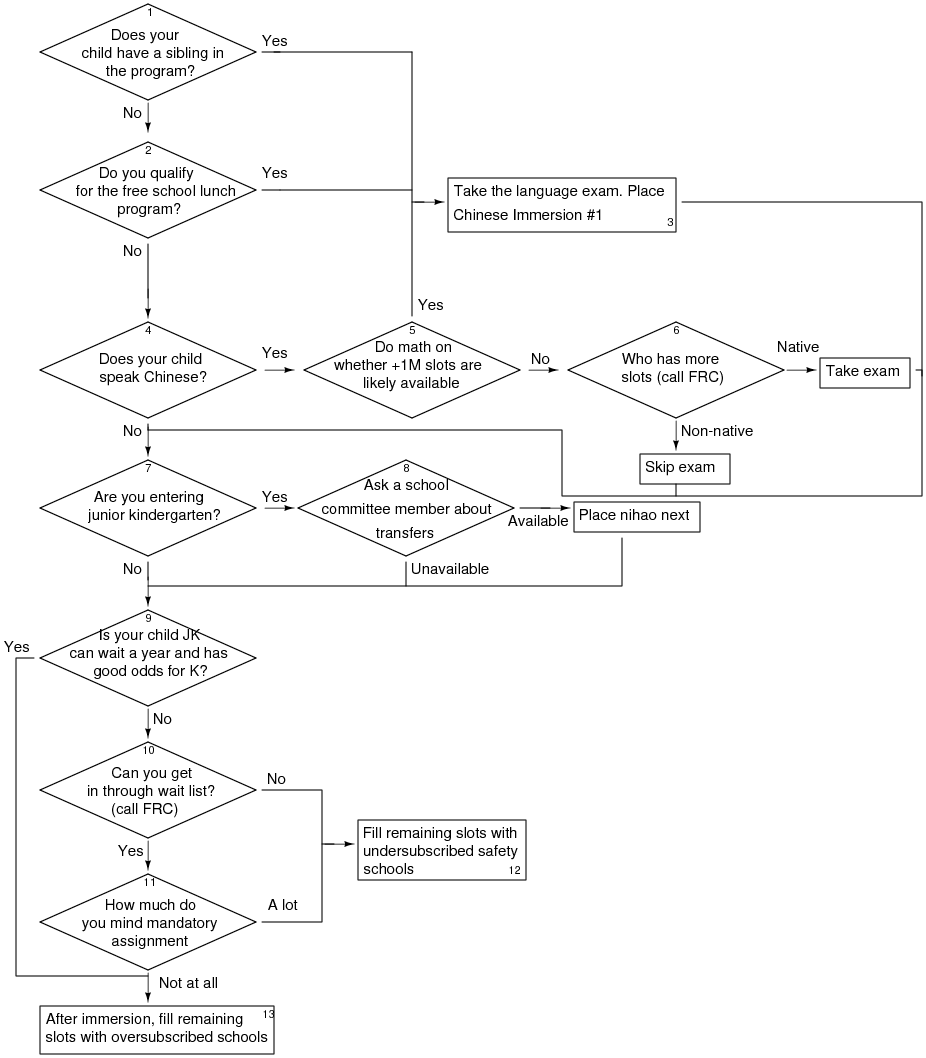 1
Does your
child have a sibling in
the program?
Yes
No
2
Do you qualify
for the free school lunch
program?
Yes
Take the language exam. Place
Chinese Immersion #1
3
No
Yes
4
Does your child
speak Chinese?
Yes
5
Do math on
whether +1M slots are
likely available
No
6
Who has more
slots (call FRC)
Native
Take exam
No
Non-native
Skip exam
7
Are you entering
junior kindergarten?
Yes
8
Ask a school
committee member about
transfers
Available
Place nihao next
No
Unavailable
9
Is your child JK
can wait a year and has
good odds for K?
Yes
No
10
Can you get
in through wait list?
(call FRC)
No
Yes
Fill remaining slots with
undersubscribed safety
schools
12
11
How much do
you mind mandatory
assignment
A lot
Not at all
13
After immersion, fill remaining
slots with oversubscribed schools